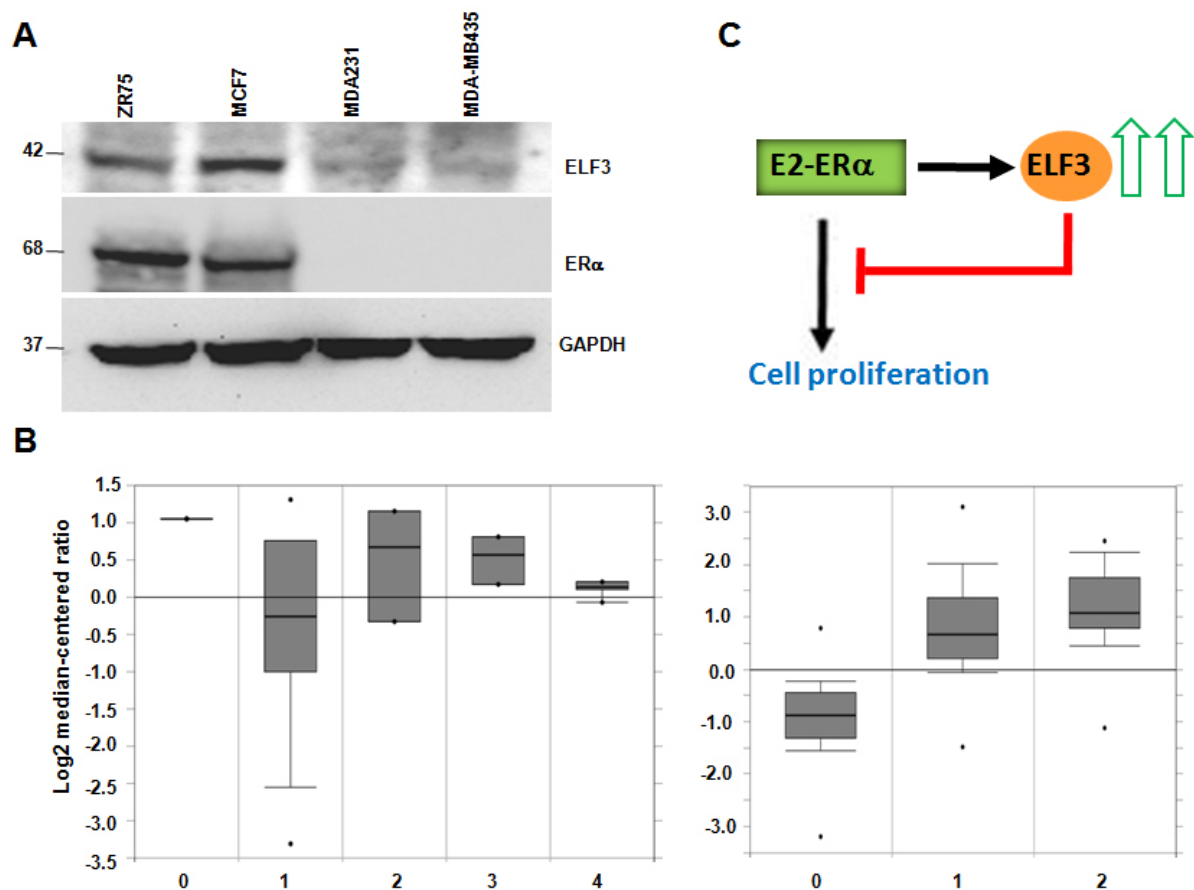 A
ZR75
MCF7
MDA231
MDA-MB435
42
ELF3
68
ERα
37
GAPDH
C
E2-ERα
ELF3
Cell proliferation
B
Log2 median-centered ratio
1.5
1.0
0.5
0.0
-0.5
-1.0
-1.5
-2.0
-2.5
-3.0
-3.5
0 1 2 3 4
3.0
2.0
1.0
0.0
-1.0
-2.0
-3.0
0 1 2